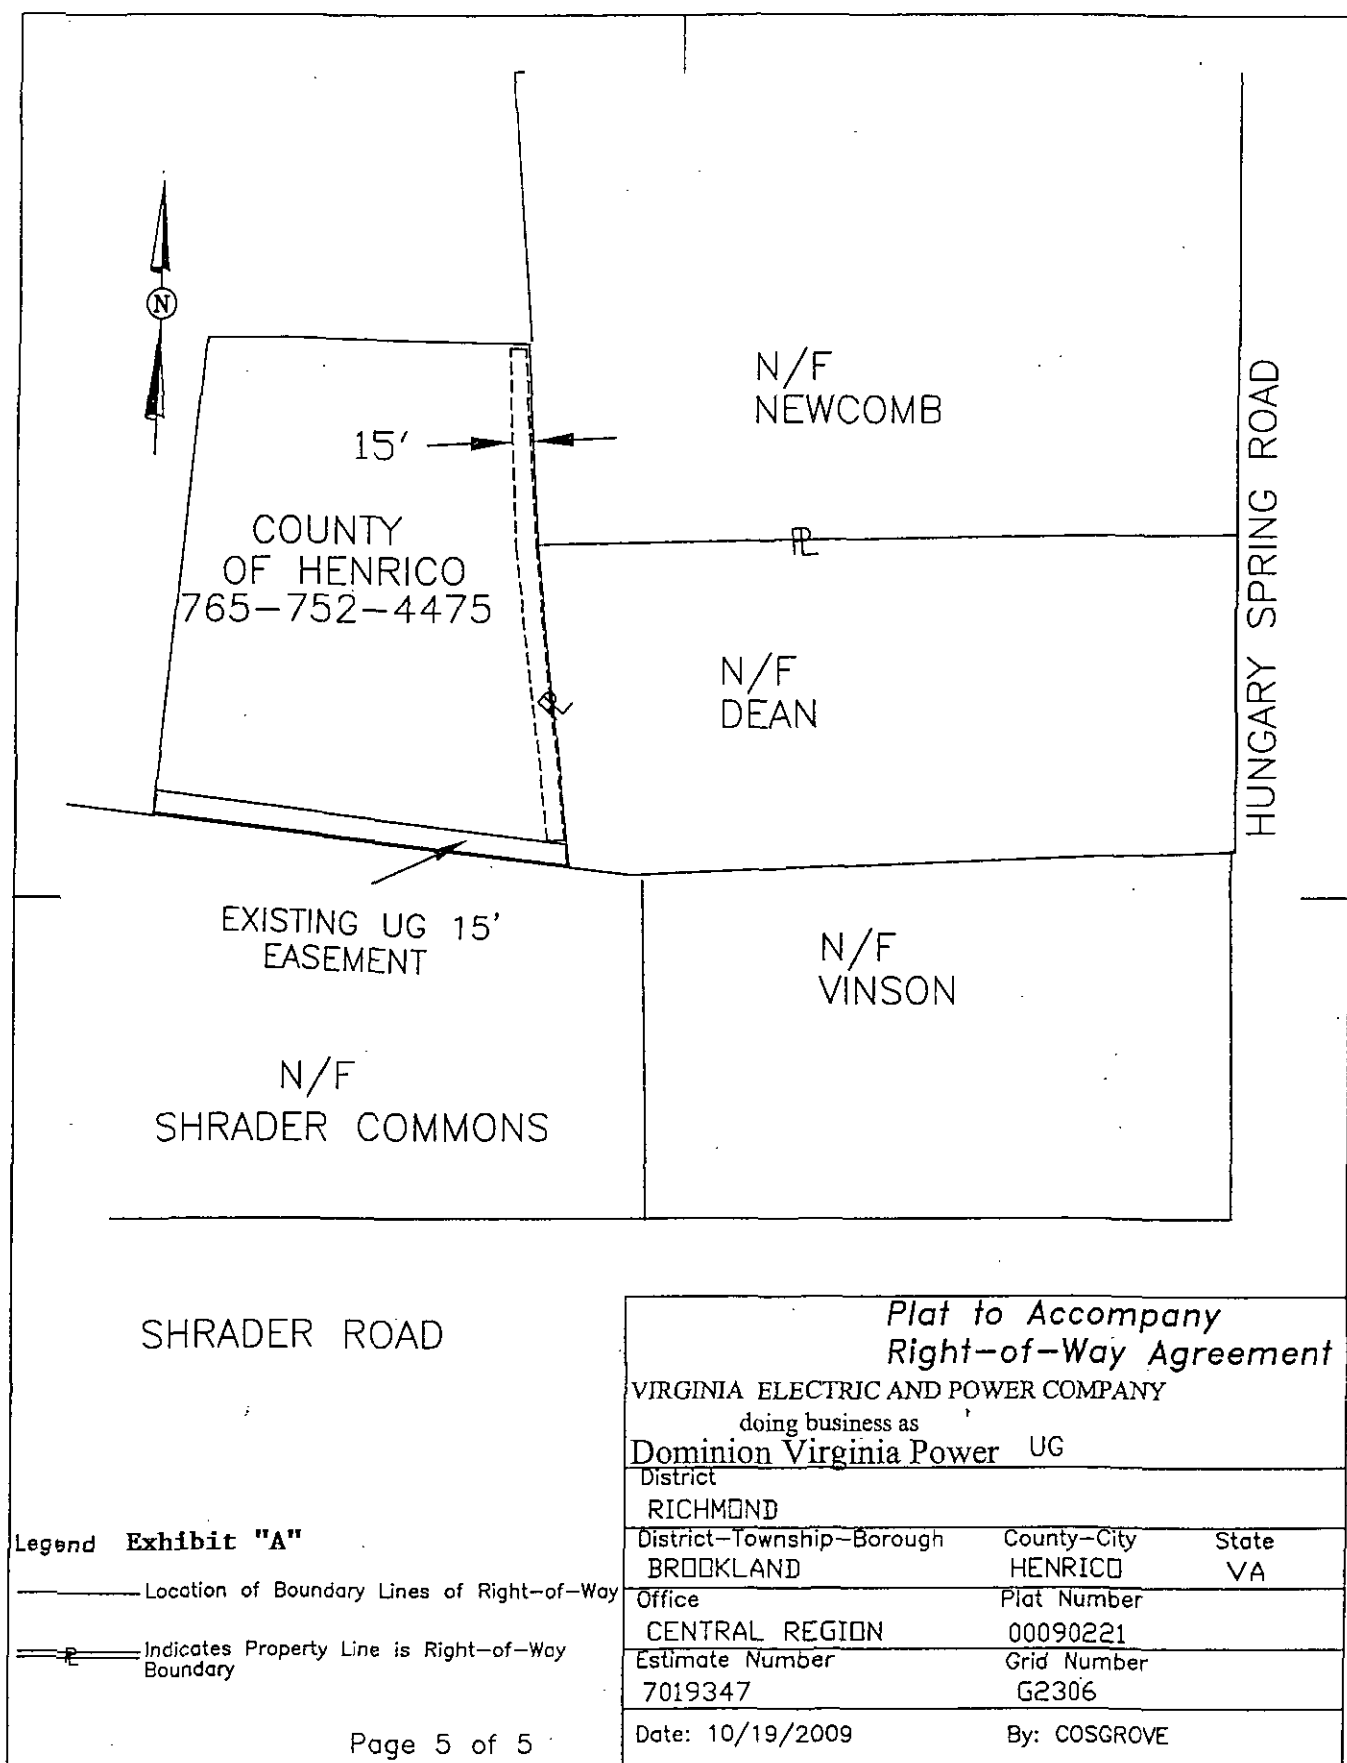 N
N/F
NEWCOMB
15'
COUNTY
OF HENRICO
765-752-4475
PL
HUNGARY SPRING ROAD
N/F
DEAN
PL
EXISTING UG 15'
EASEMENT
N/F
VINSON
N/F
SHRADER COMMONS
SHRADER ROAD
Plat to Accompany
Right-of-Way Agreement
VIRGINIA ELECTRIC AND POWER COMPANY
doing business as
Dominion Virginia Power UG
District
RICHMOND
District-Township-Borough County-City State
BROOKLAND HENRICO VA
Office Plat Number
CENTRAL REGION 00090221
Estimate Number Grid Number
7019347 G2306
Date: 10/19/2009 By: COSGROVE
Legend Exhibit "A"
Location of Boundary Lines of Right-of-Way
PL Indicates Property Line is Right-of-Way
Boundary
Page 5 of 5